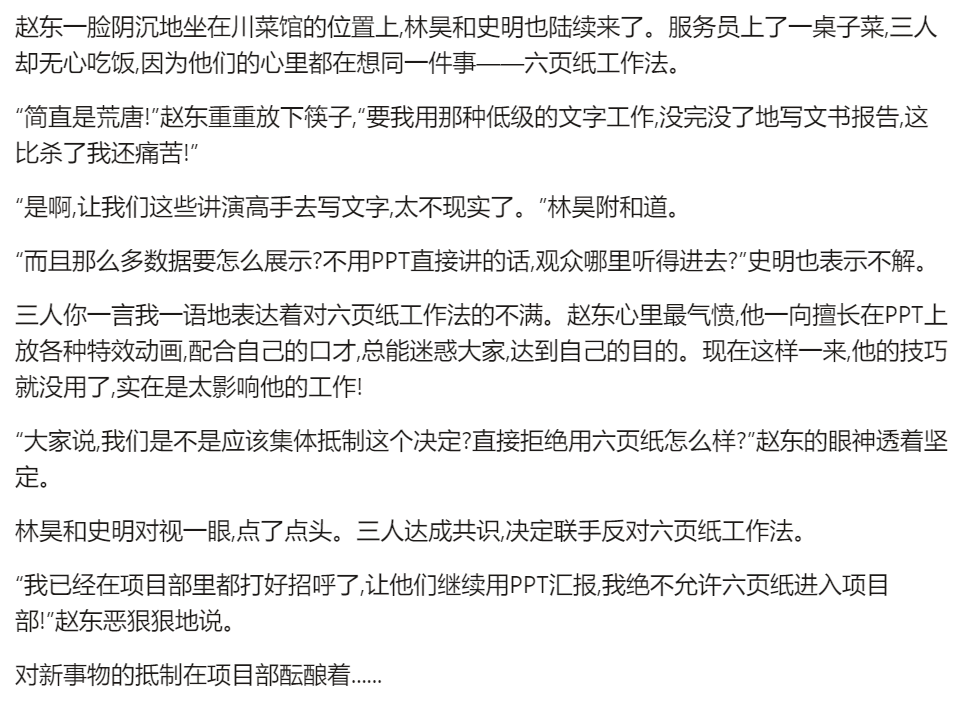 赵东一脸阴沉地坐在川菜馆的位置上,林昊和史明也陆续来了。服务员上了一桌子菜,三人
却无心吃饭,因为他们的心里都在想同一件事——六页纸工作法。
“简直是荒唐!”赵东重重放下筷子,“要我用那种低级的文字工作,没完没了地写文书报告,这
比杀了我还痛苦!”
“是啊,让我们这些讲演高手去写文字,太不现实了。”林昊附和道。
“而且那么多数据要怎么展示?不用PPT直接讲的话,观众哪里听得进去?”史明也表示不解。
三人你一言我一语地表达着对六页纸工作法的不满。赵东心里最气愤,他一向擅长在PPT上
放各种特效动画,配合自己的口才,总能迷惑大家,达到自己的目的。现在这样一来,他的技巧
就没用了,实在是太影响他的工作!
“大家说,我们是不是应该集体抵制这个决定?直接拒绝用六页纸怎么样?”赵东的眼神透着坚
定。
林昊和史明对视一眼,点了点头。三人达成共识,决定联手反对六页纸工作法。
“我已经在项目部里都打好招呼了,让他们继续用PPT汇报,我绝不允许六页纸进入项目
部!”赵东恶狠狠地说。
对新事物的抵制在项目部酝酿着......